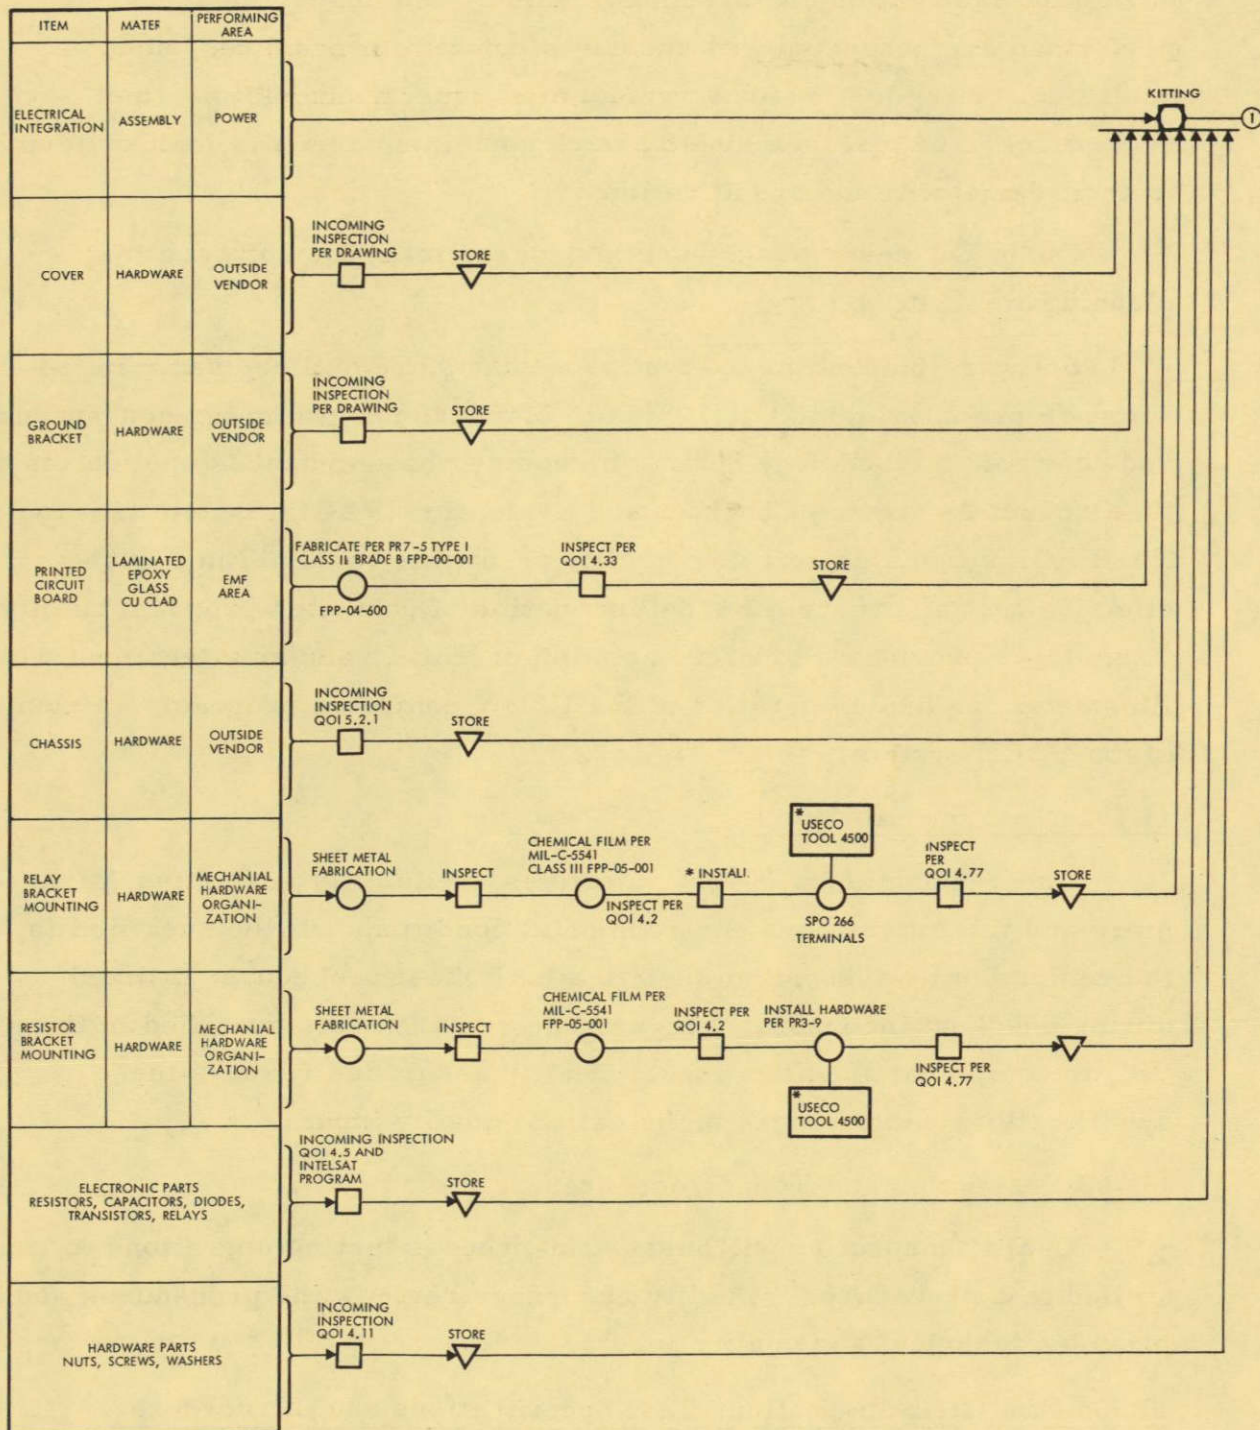 ITEM
MATER
PERFORMING
AREA
ELECTRICAL
INTEGRATION
ASSEMBLY
POWER
KITTING
1
COVER
HARDWARE
OUTSIDE
VENDOR
INCOMING
INSPECTION
PER DRAWING
STORE
GROUND
BRACKET
HARDWARE
OUTSIDE
VENDOR
INCOMING
INSPECTION
PER DRAWING
STORE
PRINTED
CIRCUIT
BOARD
LAMINATED
EPOXY
GLASS
CU CLAD
EMF
AREA
FABRICATE PER PR7-5 TYPE I
CLASS II BRADE B FPP-00-001
FPP-04-600
INSPECT PER
QOI 4.33
STORE
CHASSIS
HARDWARE
OUTSIDE
VENDOR
INCOMING
INSPECTION
QOI 5.2.1
STORE
RELAY
BRACKET
MOUNTING
HARDWARE
MECHANIAL
HARDWARE
ORGANI-
ZATION
SHEET METAL
FABRICATION
INSPECT
CHEMICAL FILM PER
MIL-C-5541
CLASS III FPP-05-001
INSPECT PER
QOI 4.2
* INSTALL
*
USECO
TOOL 4500
SPO 266
TERMINALS
INSPECT
PER
QOI 4.77
STORE
RESISTOR
BRACKET
MOUNTING
HARDWARE
MECHANIAL
HARDWARE
ORGANI-
ZATION
SHEET METAL
FABRICATION
INSPECT
CHEMICAL FILM PER
MIL-C-5541
FPP-05-001
INSPECT PER
QOI 4.2
INSTALL HARDWARE
PER PR3-9
*
USECO
TOOL 4500
INSPECT PER
QOI 4.77
ELECTRONIC PARTS
RESISTORS, CAPACITORS, DIODES,
TRANSISTORS, RELAYS
INCOMING INSPECTION
QOI 4.5 AND
INTELSAT
PROGRAM
STORE
HARDWARE PARTS
NUTS, SCREWS, WASHERS
INCOMING
INSPECTION
QOI 4.11
STORE